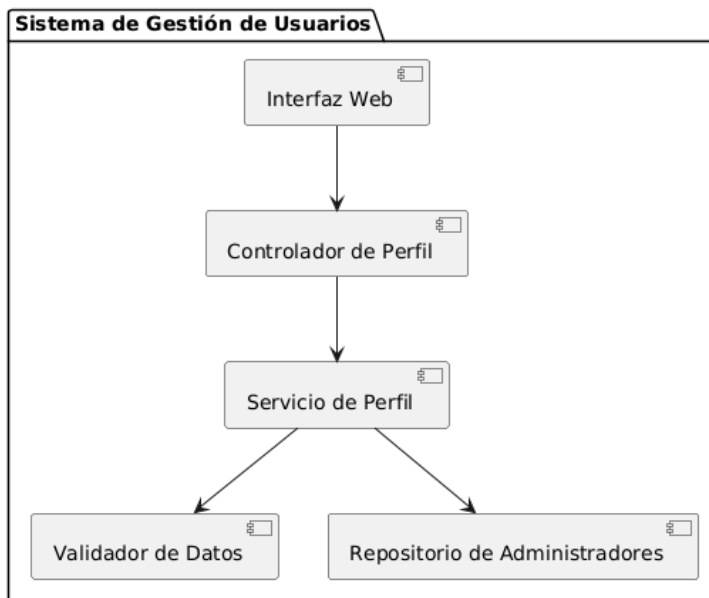 Sistema de Gestión de Usuarios
Interfaz Web
Controlador de Perfil
Servicio de Perfil
Validador de Datos
Repositorio de Administradores